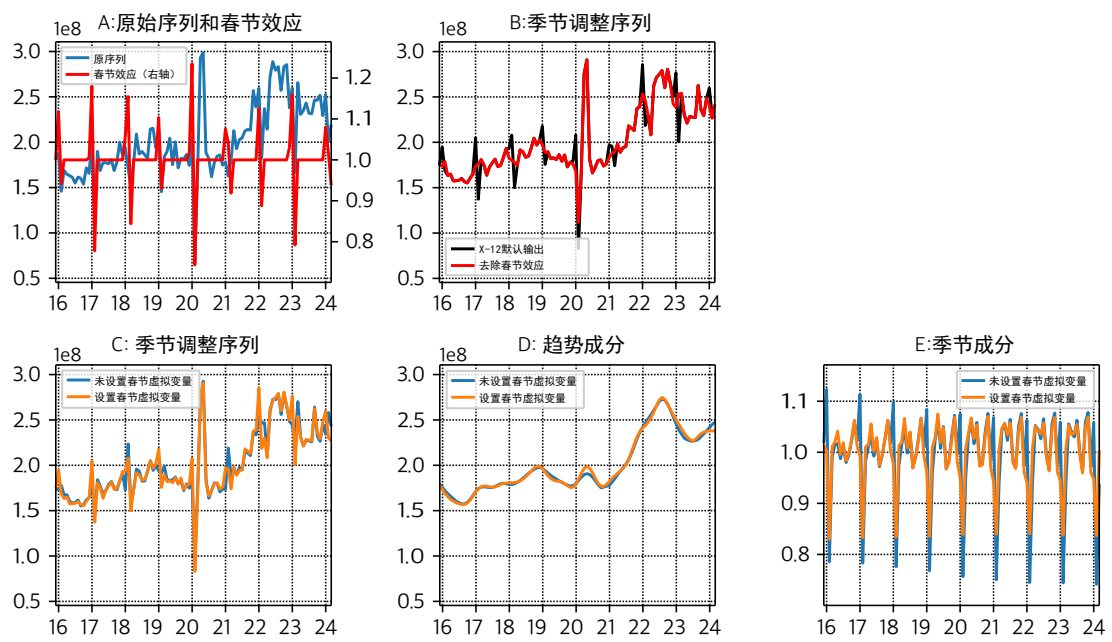 A:原始序列和春节效应
1e8
原序列
春节效应（右轴）
3.0
2.5
2.0
1.5
1.0
0.5
1.2
1.1
1.0
0.9
0.8
16 17 18 19 20 21 22 23 24
B:季节调整序列
1e8
3.0
2.5
2.0
1.5
1.0
0.5
X-12默认输出
去除春节效应
16 17 18 19 20 21 22 23 24
C: 季节调整序列
1e8
未设置春节虚拟变量
设置春节虚拟变量
3.0
2.5
2.0
1.5
1.0
0.5
16 17 18 19 20 21 22 23 24
D: 趋势成分
1e8
未设置春节虚拟变量
设置春节虚拟变量
3.0
2.5
2.0
1.5
1.0
0.5
16 17 18 19 20 21 22 23 24
E:季节成分
未设置春节虚拟变量
设置春节虚拟变量
1.1
1.0
0.9
0.8
16 17 18 19 20 21 22 23 24